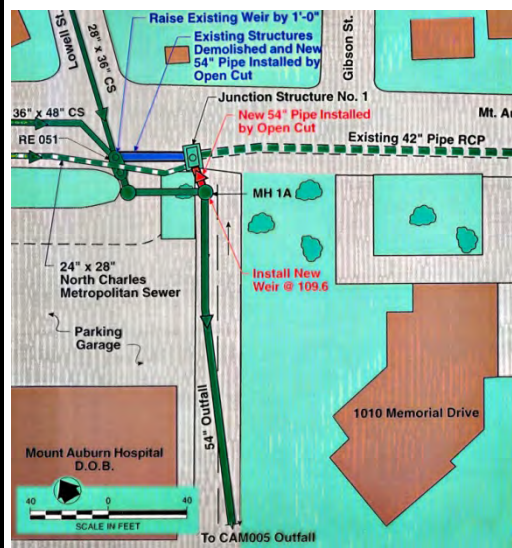 Raise Existing Weir by 1'-0"
Existing Structures
Demolished and New
54" Pipe Installed by
Open Cut
Lowell St.
28" x 36" CS
Gibson St.
36" x 48" CS
RE 051
Junction Structure No. 1
New 54" Pipe Installed
by Open Cut
Mt. Au
Existing 42" Pipe RCP
MH 1A
24" x 28"
North Charles
Metropolitan Sewer
Install New
Weir @ 109.6
Parking
Garage
54" Outfall
1010 Memorial Drive
Mount Auburn Hospital
D.O.B.
40 0 40
SCALE IN FEET
To CAM005 Outfall